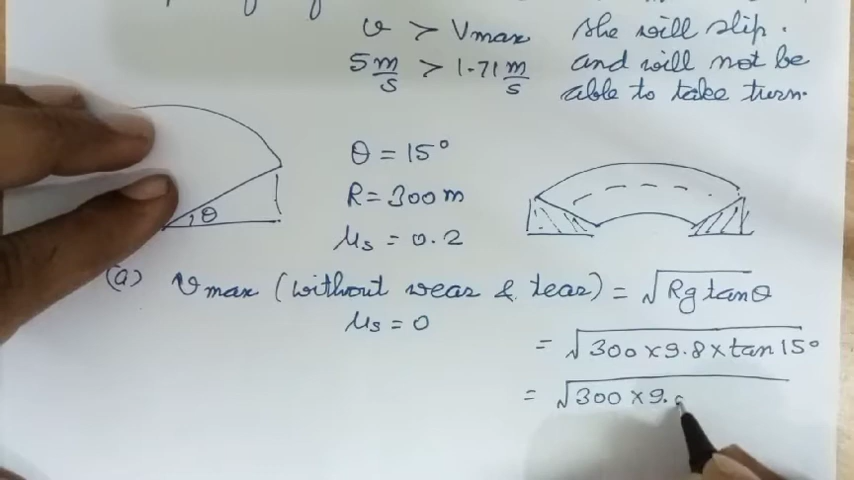 v > Vmax she will slip.
5 m/s > 1.71 m/s and will not be
able to take turn.
θ = 15°
R = 300 m
θ
μs = 0.2
(a) vmax (without wear & tear) = √Rg tanθ
μs = 0
= √300 × 9.8 × tan 15°
= √300 × 9.